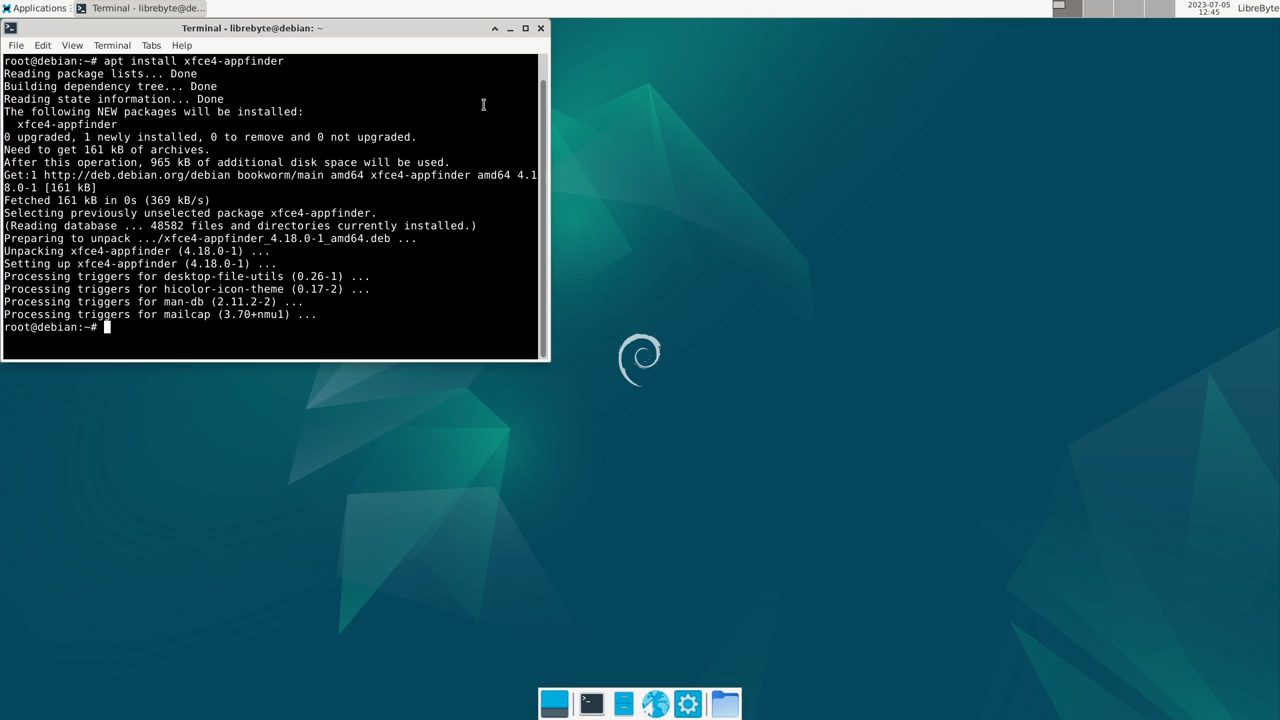 Applications
Terminal - librebyte@de...
2023-07-05
12:45
LibreByte
Terminal - librebyte@debian: ~
File Edit View Terminal Tabs Help
root@debian:~# apt install xfce4-appfinder
Reading package lists... Done
Building dependency tree... Done
Reading state information... Done
The following NEW packages will be installed:
  xfce4-appfinder
0 upgraded, 1 newly installed, 0 to remove and 0 not upgraded.
Need to get 161 kB of archives.
After this operation, 965 kB of additional disk space will be used.
Get:1 http://deb.debian.org/debian bookworm/main amd64 xfce4-appfinder amd64 4.1
8.0-1 [161 kB]
Fetched 161 kB in 0s (369 kB/s)
Selecting previously unselected package xfce4-appfinder.
(Reading database ... 48582 files and directories currently installed.)
Preparing to unpack .../xfce4-appfinder_4.18.0-1_amd64.deb ...
Unpacking xfce4-appfinder (4.18.0-1) ...
Setting up xfce4-appfinder (4.18.0-1) ...
Processing triggers for desktop-file-utils (0.26-1) ...
Processing triggers for hicolor-icon-theme (0.17-2) ...
Processing triggers for man-db (2.11.2-2) ...
Processing triggers for mailcap (3.70+nmu1) ...
root@debian:~#